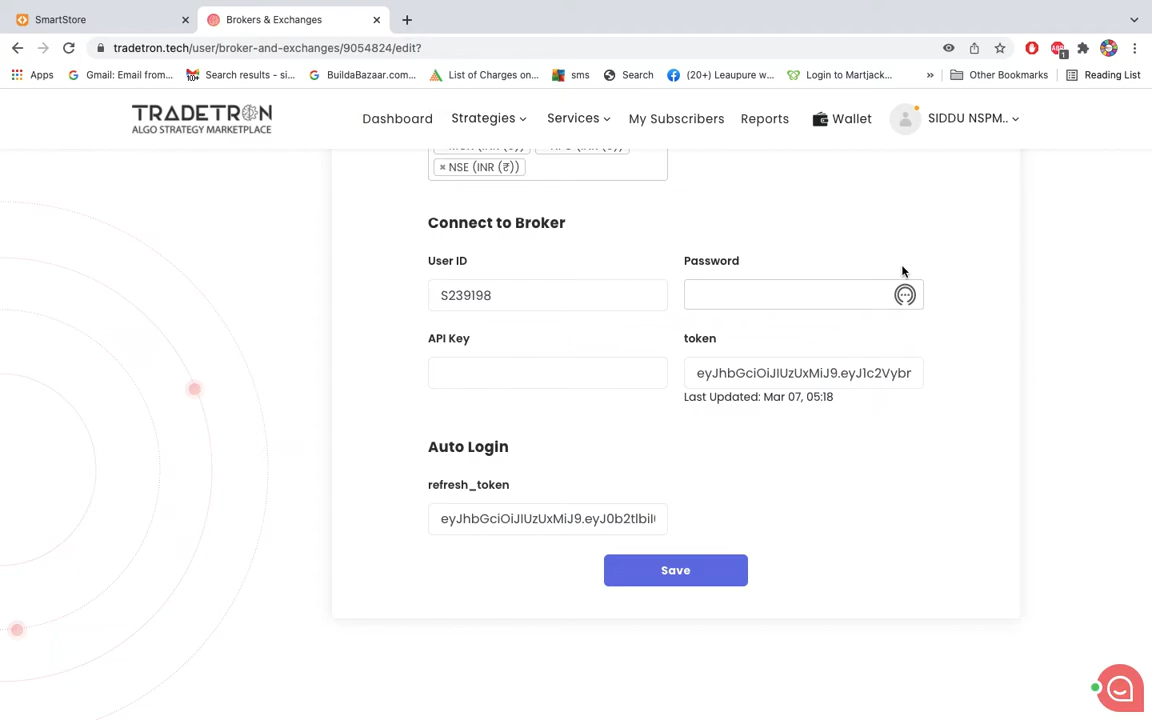 SmartStore
Brokers & Exchanges
tradetron.tech/user/broker-and-exchanges/9054824/edit?
Apps
Gmail: Email from...
Search results - si...
BuildaBazaar.com...
List of Charges on...
sms
Search
(20+) Leaupure w...
Login to Martjack...
»
Other Bookmarks
Reading List
TRADETRON
ALGO STRATEGY MARKETPLACE
Dashboard
Strategies
Services
My Subscribers
Reports
Wallet
SIDDU NSPM..
× NSE (INR (₹))
Connect to Broker
User ID
Password
S239198
API Key
token
eyJhbGciOiJIUzUxMiJ9.eyJ1c2Vybr
Last Updated: Mar 07, 05:18
Auto Login
refresh_token
eyJhbGciOiJIUzUxMiJ9.eyJ0b2tlbil
Save